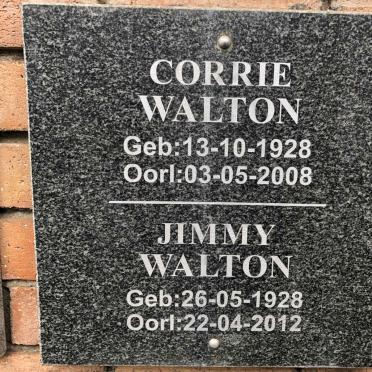 CORRIE
WALTON
Geb:13-10-1928
Oorl:03-05-2008
JIMMY
WALTON
Geb:26-05-1928
Oorl:22-04-2012